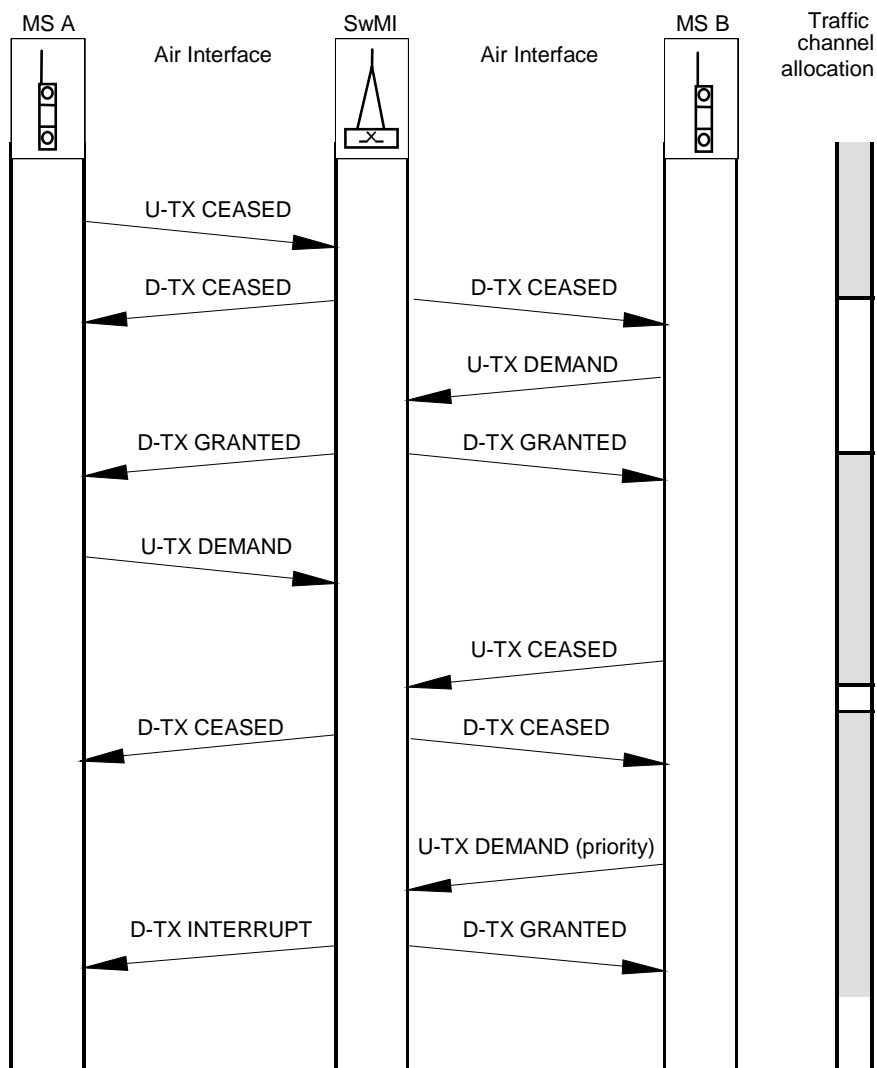 MS A
SwMI
MS B
Traffic
channel
allocation
Air Interface
Air Interface
U-TX CEASED
D-TX CEASED
D-TX CEASED
U-TX DEMAND
D-TX GRANTED
D-TX GRANTED
U-TX DEMAND
U-TX CEASED
D-TX CEASED
D-TX CEASED
U-TX DEMAND (priority)
D-TX INTERRUPT
D-TX GRANTED